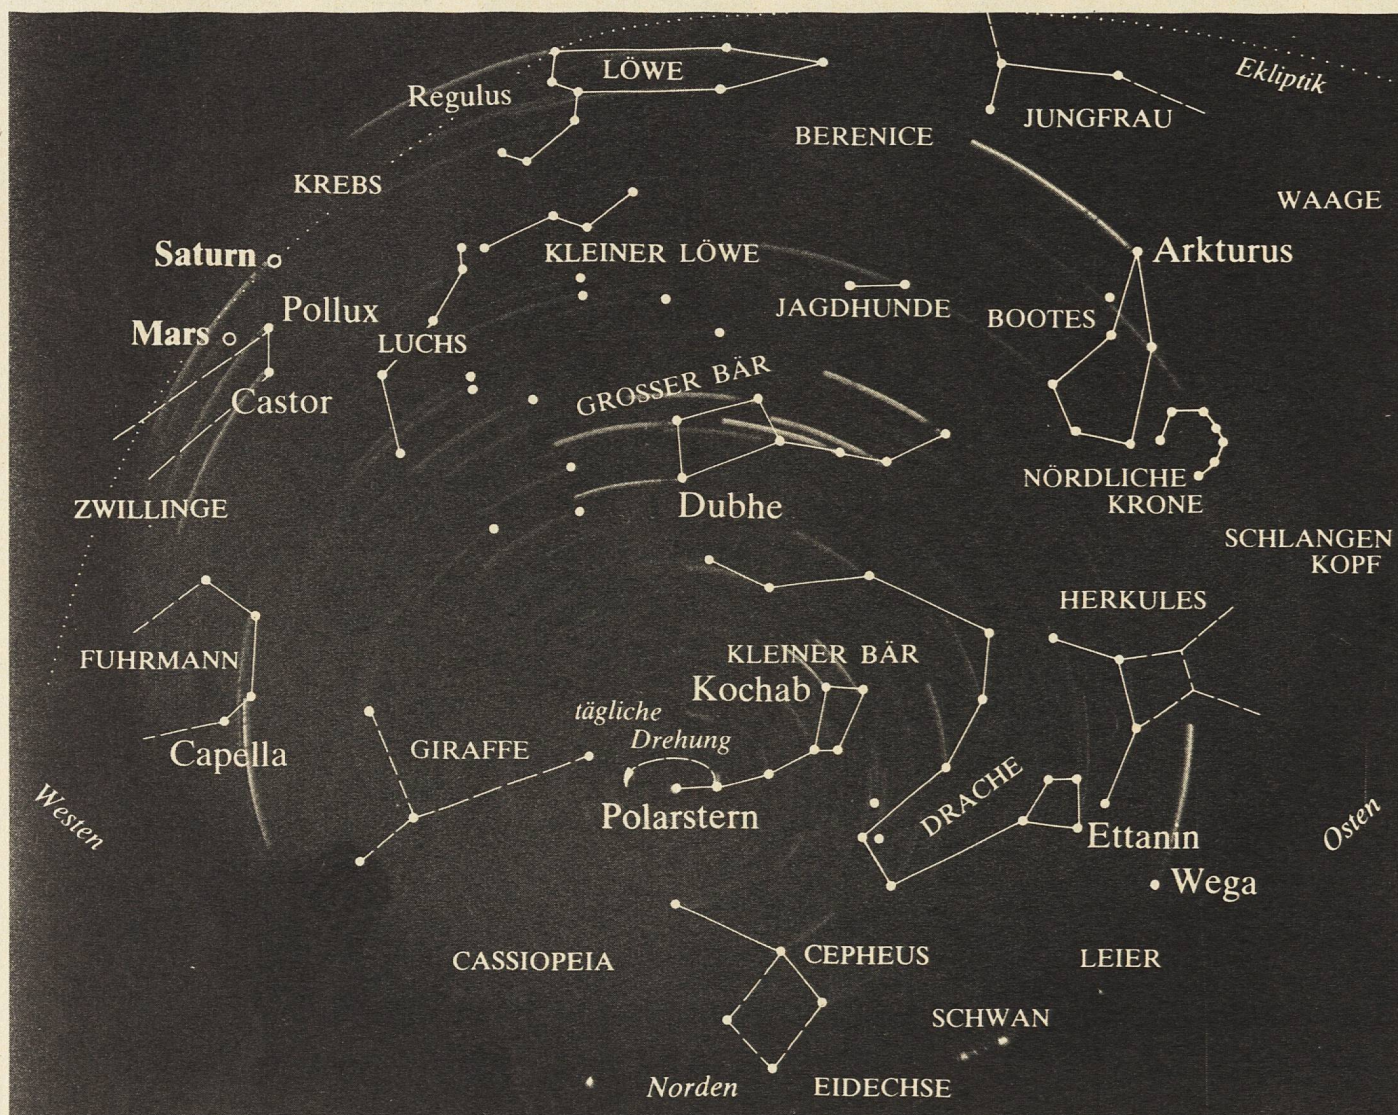 LÖWE
Regulus
Ekliptik
JUNGFRAU
BERENICE
KREBS
WAAGE
Saturn
KLEINER LÖWE
Arkturus
Pollux
JAGDHUNDE
BOOTES
Mars
LUCHS
GROSSER BÄR
Castor
NÖRDLICHE
KRONE
ZWILLINGE
Dubhe
SCHLANGEN
KOPF
HERKULES
FUHRMANN
KLEINER BÄR
Kochab
tägliche
Drehung
Capella
GIRAFFE
Westen
Polarstern
DRACHE
Ettanin
Osten
Wega
CASSIOPEIA
CEPHEUS
LEIER
SCHWAN
Norden
EIDECHSE